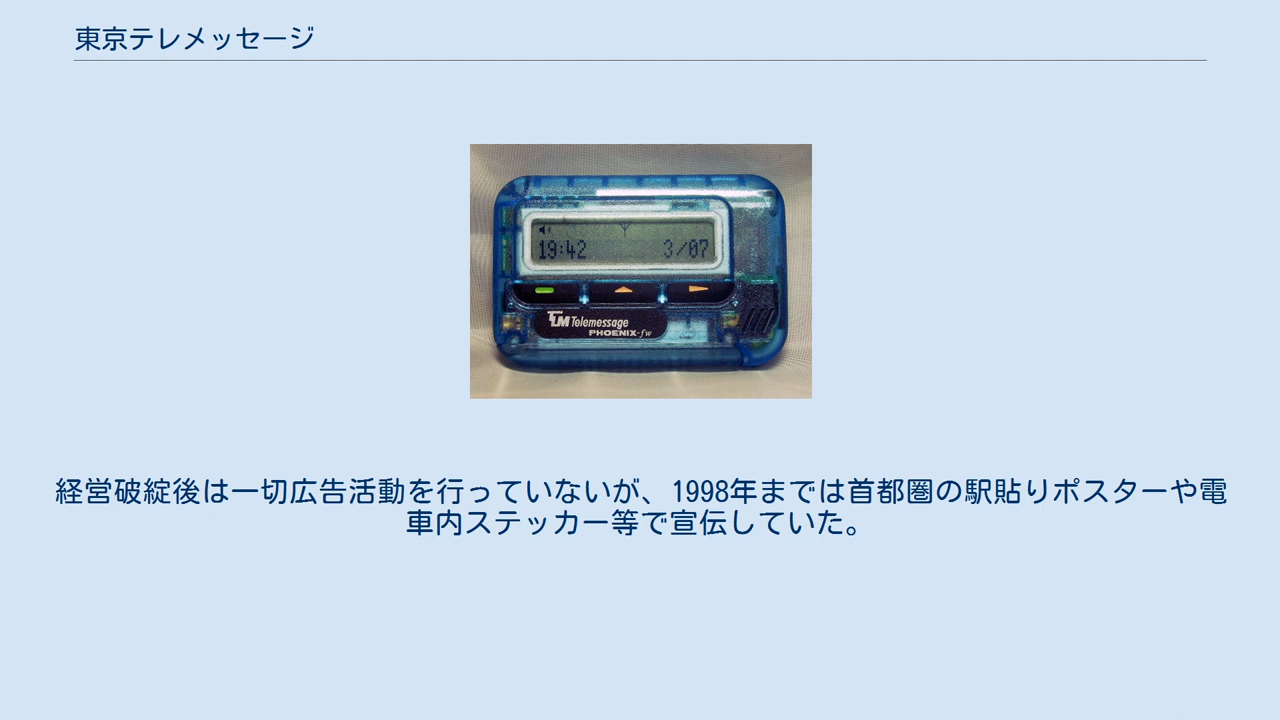 東京テレメッセージ
19:42 3/07
TM Telemessage
PHOENIX-fw
経営破綻後は一切広告活動を行っていないが、1998年までは首都圏の駅貼りポスターや電
車内ステッカー等で宣伝していた。